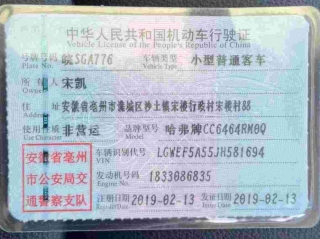 中华人民共和国机动车行驶证
Vehicle License of the People's Republic of China
号牌号码 皖SGA776 车辆类型 小型普通客车
Plate No. Vehicle Type
所有人 宋凯
Owner
住址 安徽省亳州市谯城区沙土镇宋楼行政村宋楼村88
Address
使用性质 非营运 品牌型号 哈弗牌CC6464RM0Q
Use Character Model
安徽省亳州市公安局交通警察支队
车辆识别代号 LGWEF5A55JH581694
VIN
发动机号码 1833086835
Engine No.
注册日期 2019-02-13 发证日期 2019-02-13
Register Date Issue Date